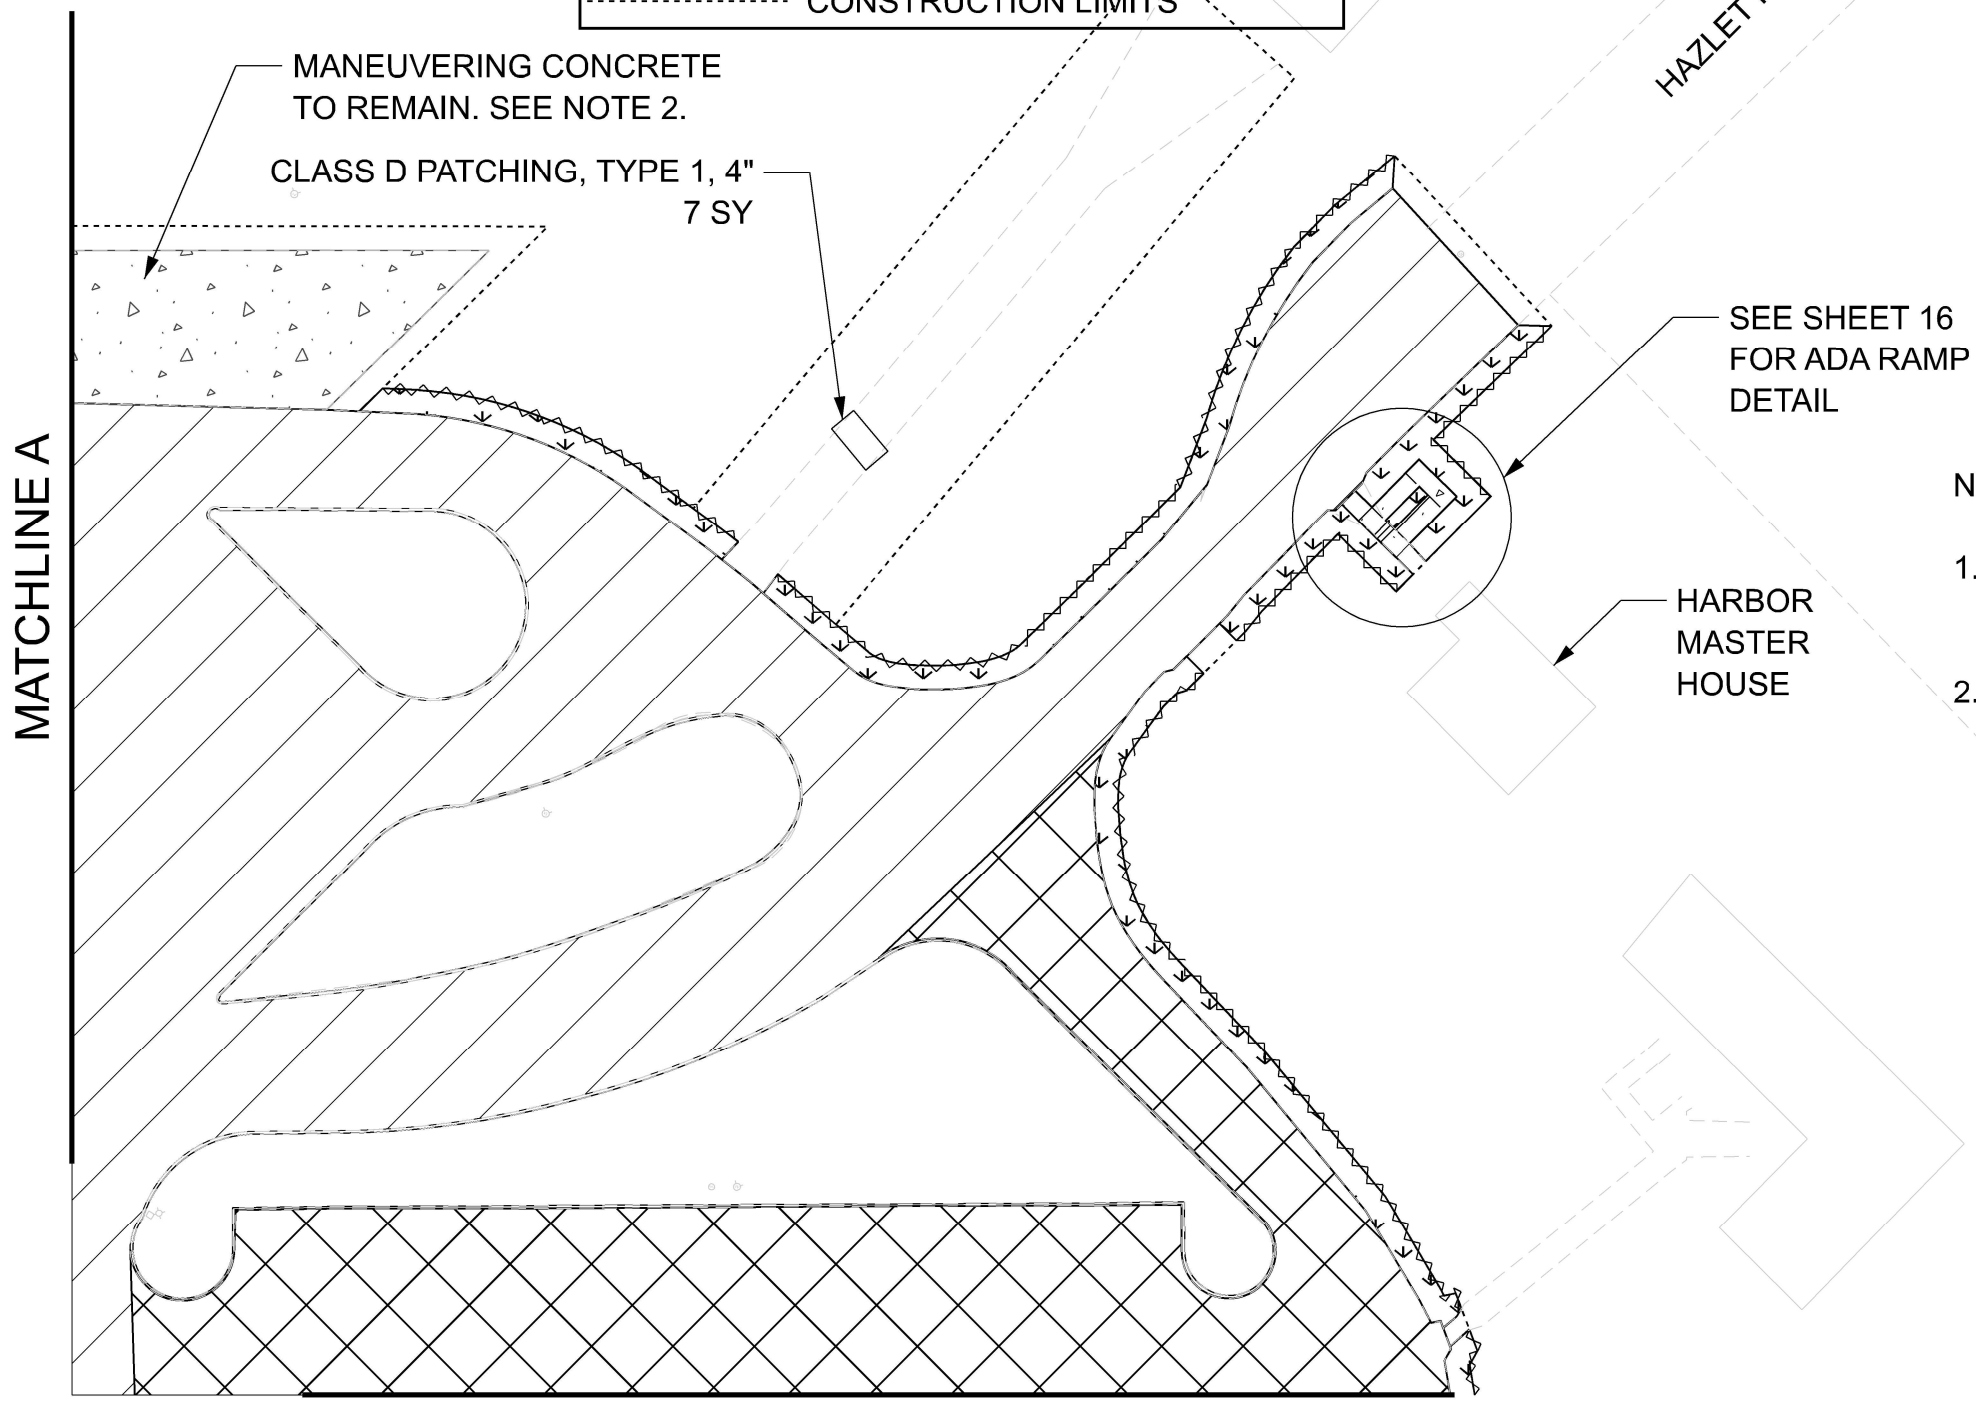 CONSTRUCTION LIMITS
MANEUVERING CONCRETE
TO REMAIN. SEE NOTE 2.
CLASS D PATCHING, TYPE 1, 4"
7 SY
HAZLET
SEE SHEET 16
FOR ADA RAMP
DETAIL
MATCHLINE A
N
1.
HARBOR
MASTER
HOUSE
2.